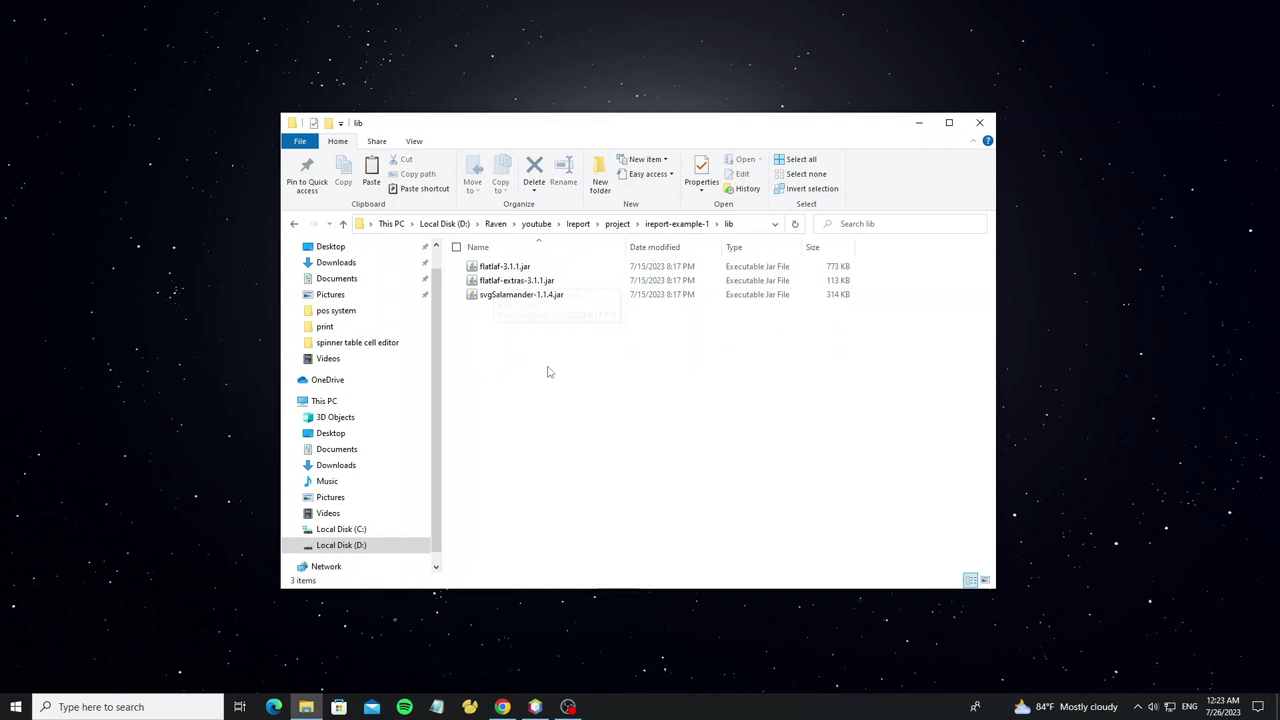 lib
File Home Share View
Pin to Quick access
Copy
Paste
Cut
Copy path
Paste shortcut
Clipboard
Move to
Copy to
Delete
Rename
Organize
New folder
New item
Easy access
New
Properties
Open
Edit
History
Open
Select all
Select none
Invert selection
Select
This PC > Local Disk (D:) > Raven > youtube > Ireport > project > ireport-example-1 > lib
Search lib
Name Date modified Type Size
flatlaf-3.1.1.jar 7/15/2023 8:17 PM Executable Jar File 773 KB
flatlaf-extras-3.1.1.jar 7/15/2023 8:17 PM Executable Jar File 113 KB
svgSalamander-1.1.4.jar 7/15/2023 8:17 PM Executable Jar File 314 KB
Desktop
Downloads
Documents
Pictures
pos system
print
spinner table cell editor
Videos
OneDrive
This PC
3D Objects
Desktop
Documents
Downloads
Music
Pictures
Videos
Local Disk (C:)
Local Disk (D:)
Network
3 items
Type here to search
84°F Mostly cloudy
ENG
12:23 AM
7/26/2023